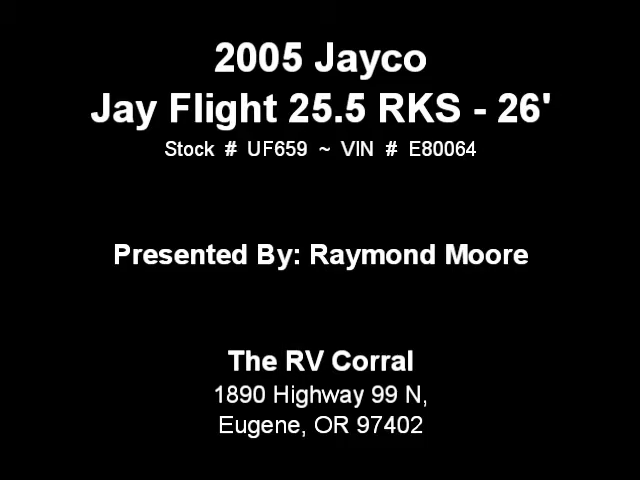 2005 Jayco
Jay Flight 25.5 RKS - 26'
Stock # UF659 ~ VIN # E80064
Presented By: Raymond Moore
The RV Corral
1890 Highway 99 N,
Eugene, OR 97402